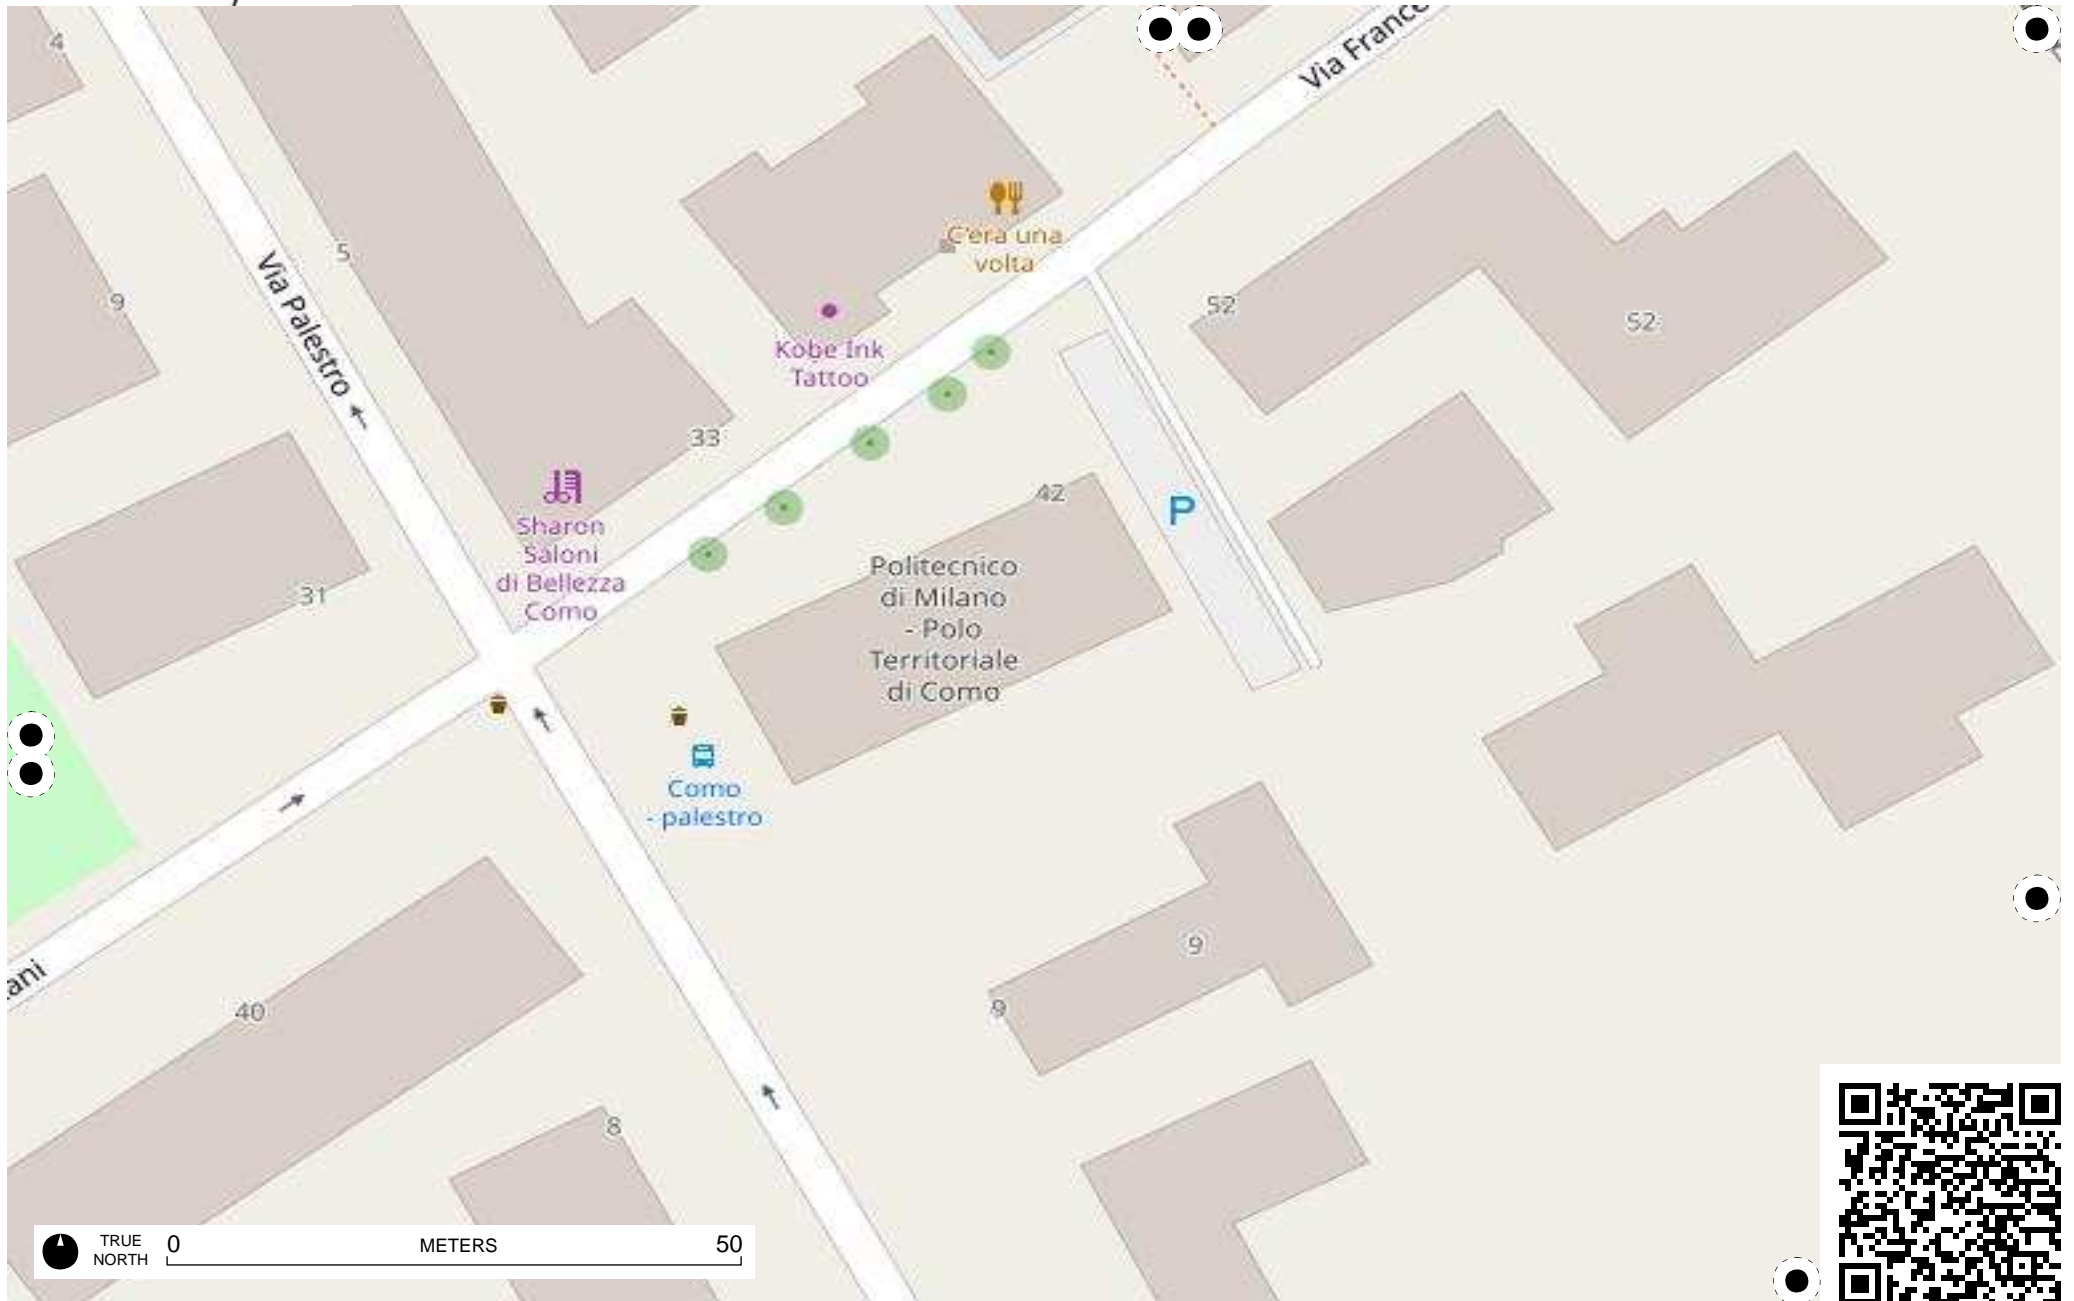 4
Via France
5
9
Via Palestro
C'era una
volta
52
52
Kobe Ink
Tattoo
33
42
P
Sharon
Saloni
di Bellezza
Como
31
Politecnico
di Milano
- Polo
Territoriale
di Como
Como
- palestro
9
9
ani
40
8
TRUE
NORTH
0
METERS
50